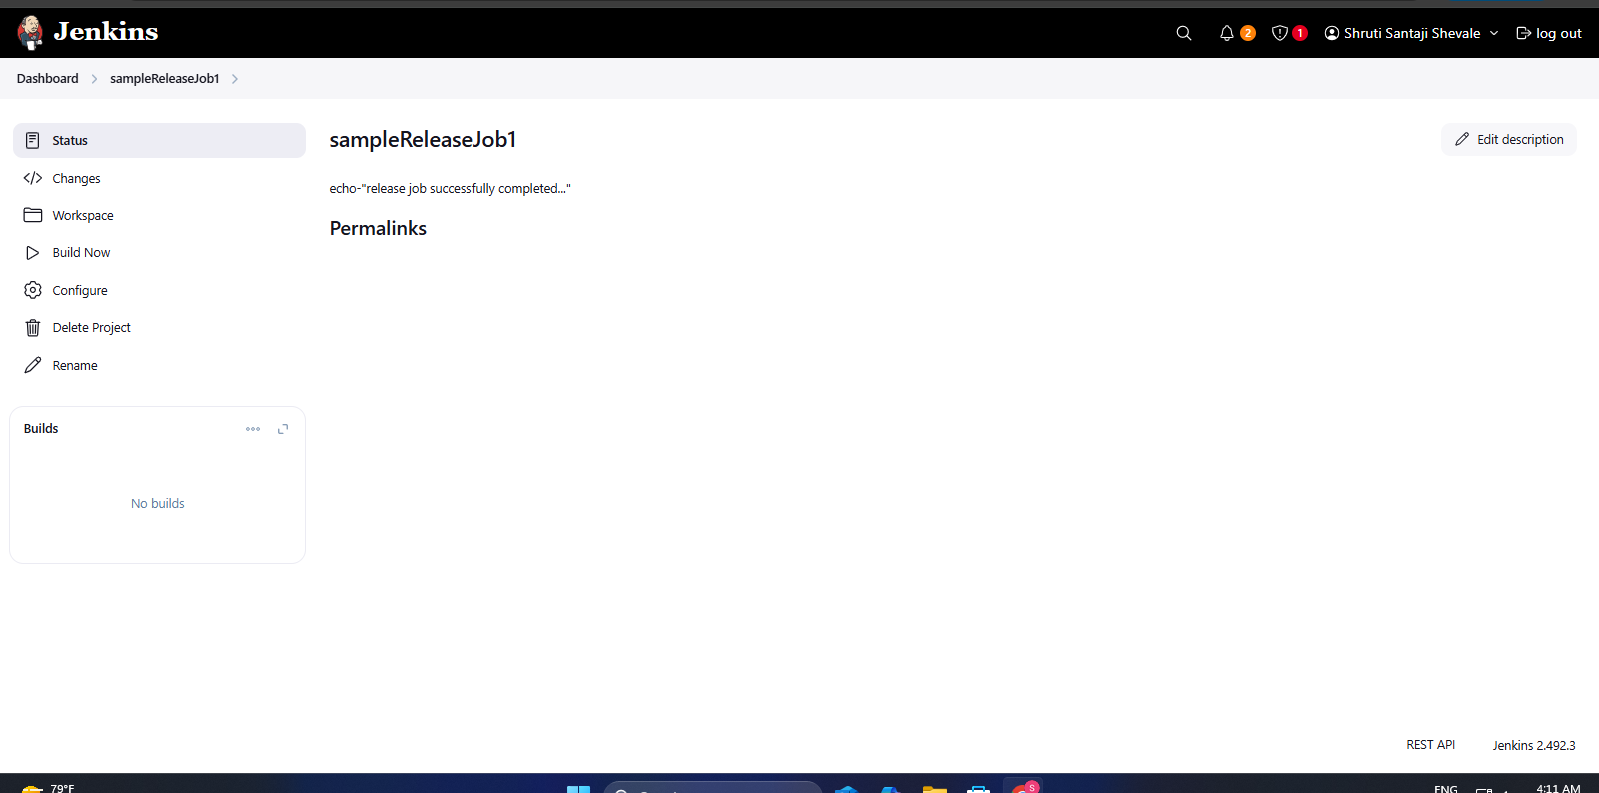 Jenkins
2
1
Shruti Santaji Shevale
log out
Dashboard
sampleReleaseJob1
Status
Changes
Workspace
Build Now
Configure
Delete Project
Rename
sampleReleaseJob1
Edit description
echo-"release job successfully completed..."
Permalinks
Builds
No builds
REST API
Jenkins 2.492.3
79°F
S
ENG
4:11 AM